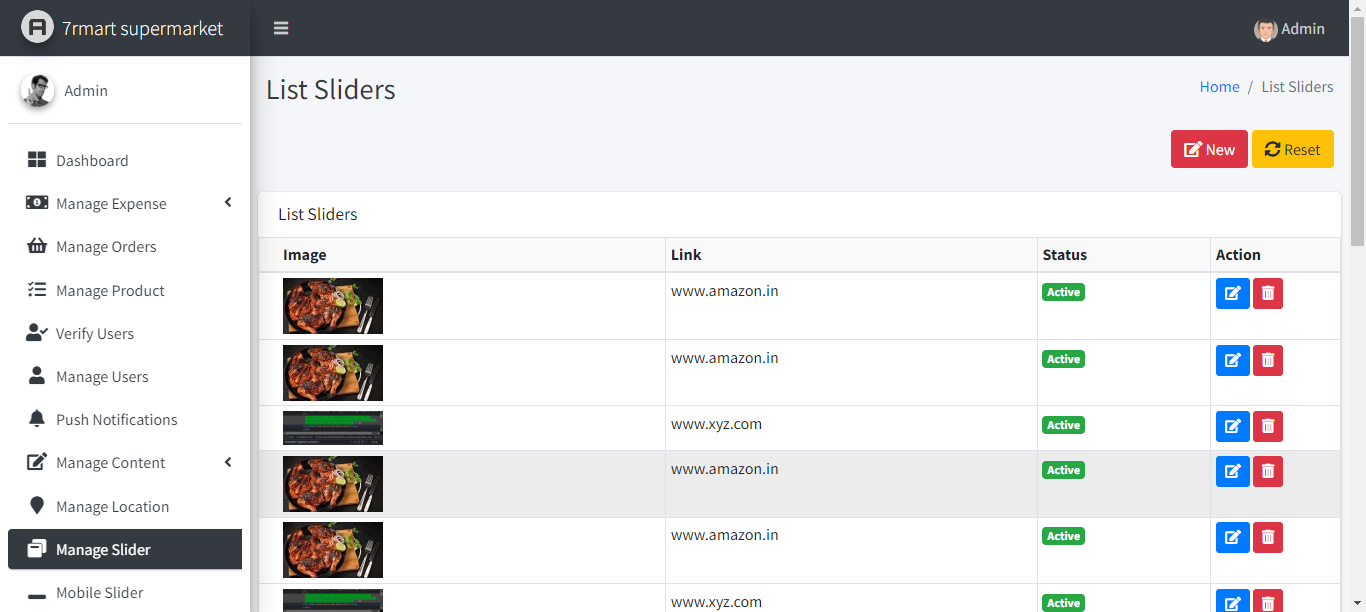 7rmart supermarket
Admin
Admin
List Sliders
Home / List Sliders
New
Reset
Dashboard
Manage Expense
Manage Orders
Manage Product
Verify Users
Manage Users
Push Notifications
Manage Content
Manage Location
Manage Slider
Mobile Slider
List Sliders
Image Link Status Action
www.amazon.in Active
www.amazon.in Active
www.xyz.com Active
www.amazon.in Active
www.amazon.in Active
www.xyz.com Active